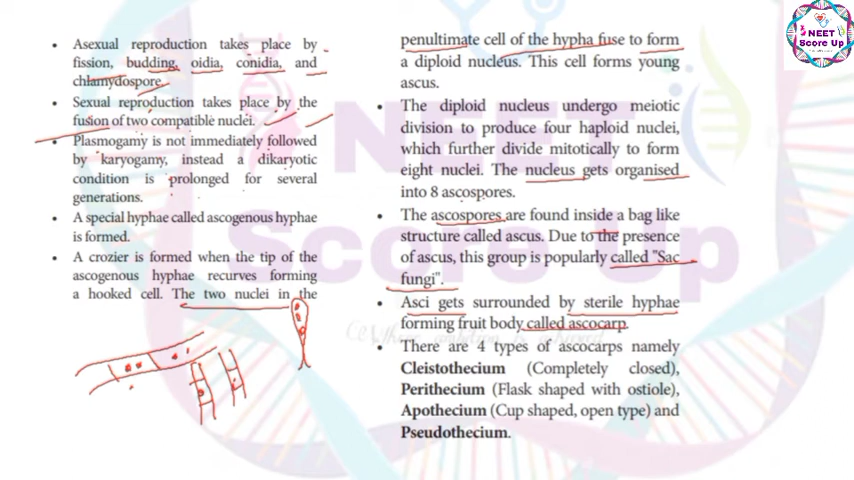 • Asexual reproduction takes place by
fission, budding, oidia, conidia, and
chlamydospore.
• Sexual reproduction takes place by the
fusion of two compatible nuclei.
• Plasmogamy is not immediately followed
by karyogamy, instead a dikaryotic
condition is prolonged for several
generations.
• A special hyphae called ascogenous hyphae
is formed.
• A crozier is formed when the tip of the
ascogenous hyphae recurves forming
a hooked cell. The two nuclei in the
penultimate cell of the hypha fuse to form
a diploid nucleus. This cell forms young
ascus.
• The diploid nucleus undergo meiotic
division to produce four haploid nuclei,
which further divide mitotically to form
eight nuclei. The nucleus gets organised
into 8 ascospores.
• The ascospores are found inside a bag like
structure called ascus. Due to the presence
of ascus, this group is popularly called "Sac
fungi".
• Asci gets surrounded by sterile hyphae
forming fruit body called ascocarp.
• There are 4 types of ascocarps namely
Cleistothecium (Completely closed),
Perithecium (Flask shaped with ostiole),
Apothecium (Cup shaped, open type) and
Pseudothecium.
NEET
Score Up
NEET
Score Up